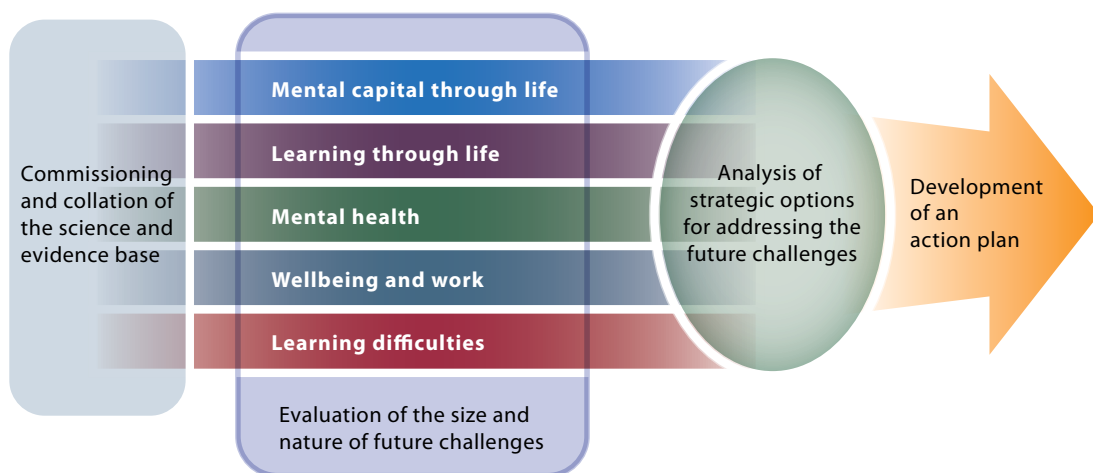 Commissioning
and collation of
the science and
evidence base
Mental capital through life
Learning through life
Mental health
Wellbeing and work
Learning difficulties
Evaluation of the size and
nature of future challenges
Analysis of
strategic options
for addressing the
future challenges
Development
of an
action plan